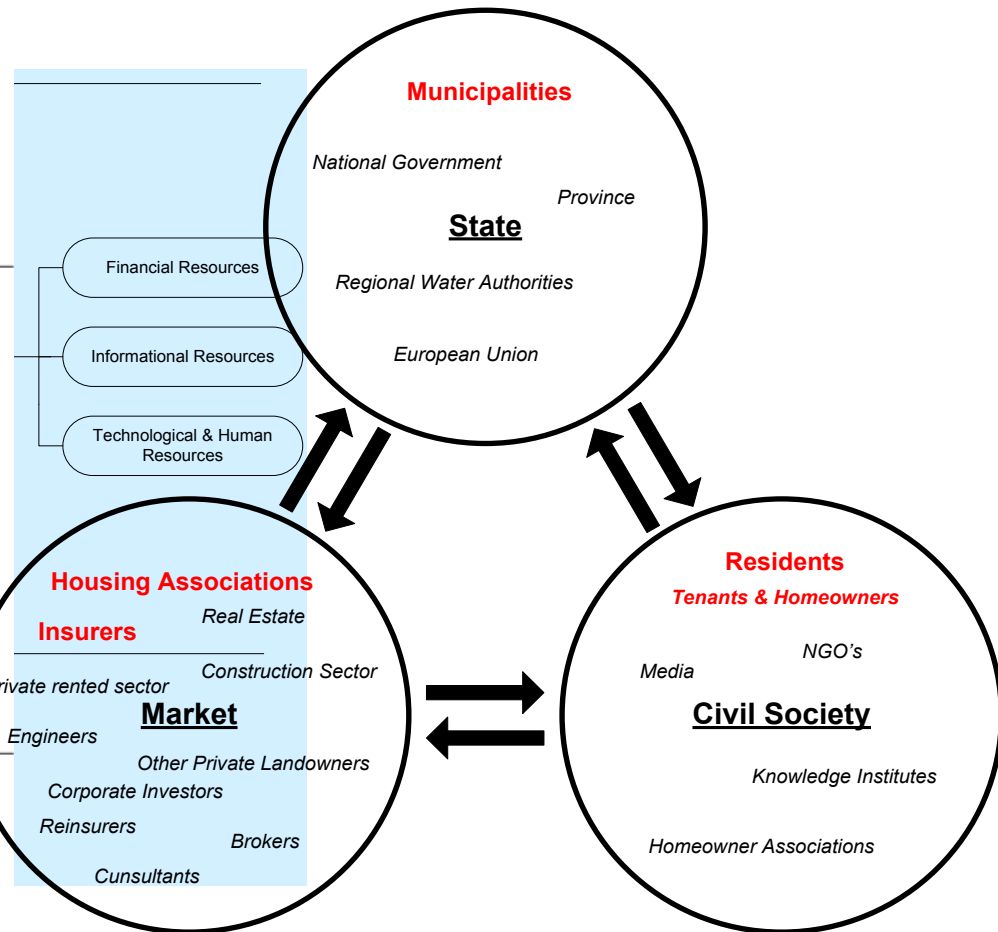 Municipalities
National Government
Province
State
Regional Water Authorities
European Union
Financial Resources
Informational Resources
Technological & Human
Resources
Housing Associations
Real Estate
Insurers
Construction Sector
rivate rented sector
Market
Engineers
Other Private Landowners
Corporate Investors
Reinsurers
Brokers
Cunsultants
Residents
Tenants & Homeowners
NGO's
Media
Civil Society
Knowledge Institutes
Homeowner Associations